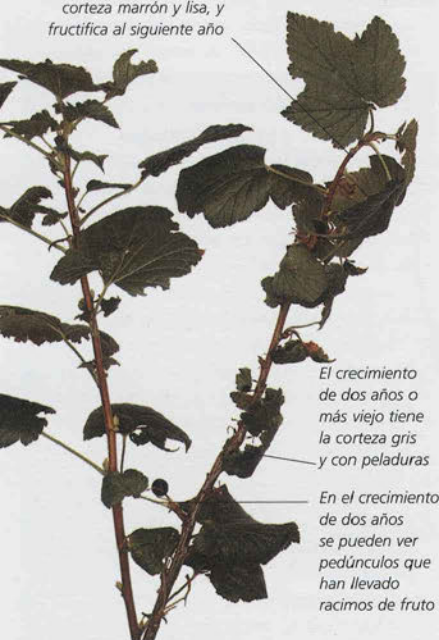 corteza marrón y lisa, y
fructifica al siguiente año
El crecimiento
de dos años o
más viejo tiene
la corteza gris
y con peladuras
En el crecimiento
de dos años
se pueden ver
pedúnculos que
han llevado
racimos de fruto